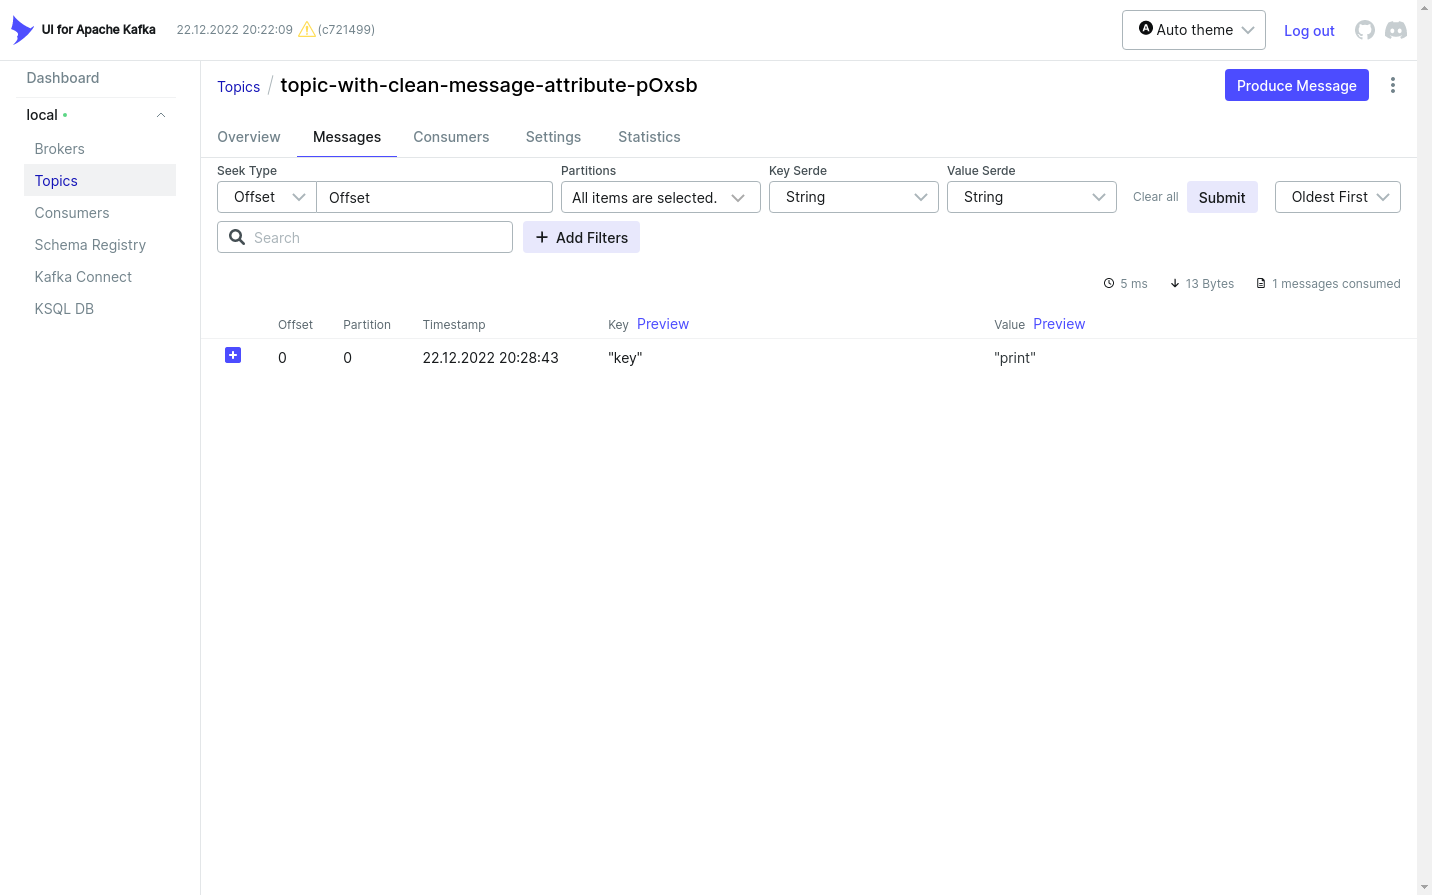 UI for Apache Kafka 22.12.2022 20:22:09 (c721499) Auto theme Log out
Dashboard
local
Brokers
Topics
Consumers
Schema Registry
Kafka Connect
KSQL DB
Topics / topic-with-clean-message-attribute-pOxsb Produce Message
Overview Messages Consumers Settings Statistics
Seek Type Partitions Key Serde Value Serde
Offset Offset All items are selected. String String Clear all Submit Oldest First
Search Add Filters
5 ms 13 Bytes 1 messages consumed
Offset Partition Timestamp Key Preview Value Preview
0 0 22.12.2022 20:28:43 "key" "print"